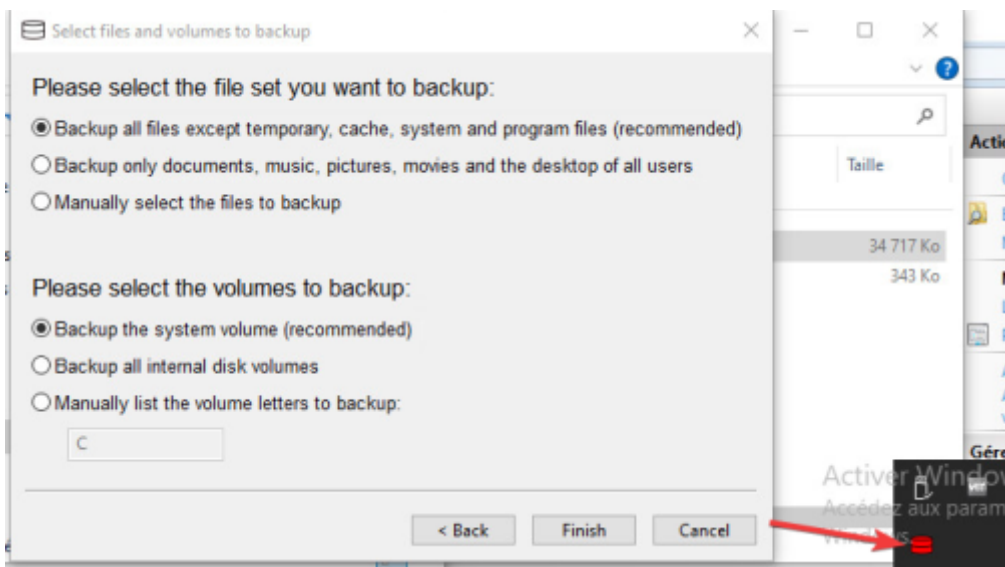 Select files and volumes to backup
Please select the file set you want to backup:
Backup all files except temporary, cache, system and program files (recommended)
Backup only documents, music, pictures, movies and the desktop of all users
Manually select the files to backup
Please select the volumes to backup:
Backup the system volume (recommended)
Backup all internal disk volumes
Manually list the volume letters to backup:
C
< Back
Finish
Cancel
Taille
34 717 Ko
343 Ko
Acti
Gére
Activer Window
Accédez aux param
Windows.